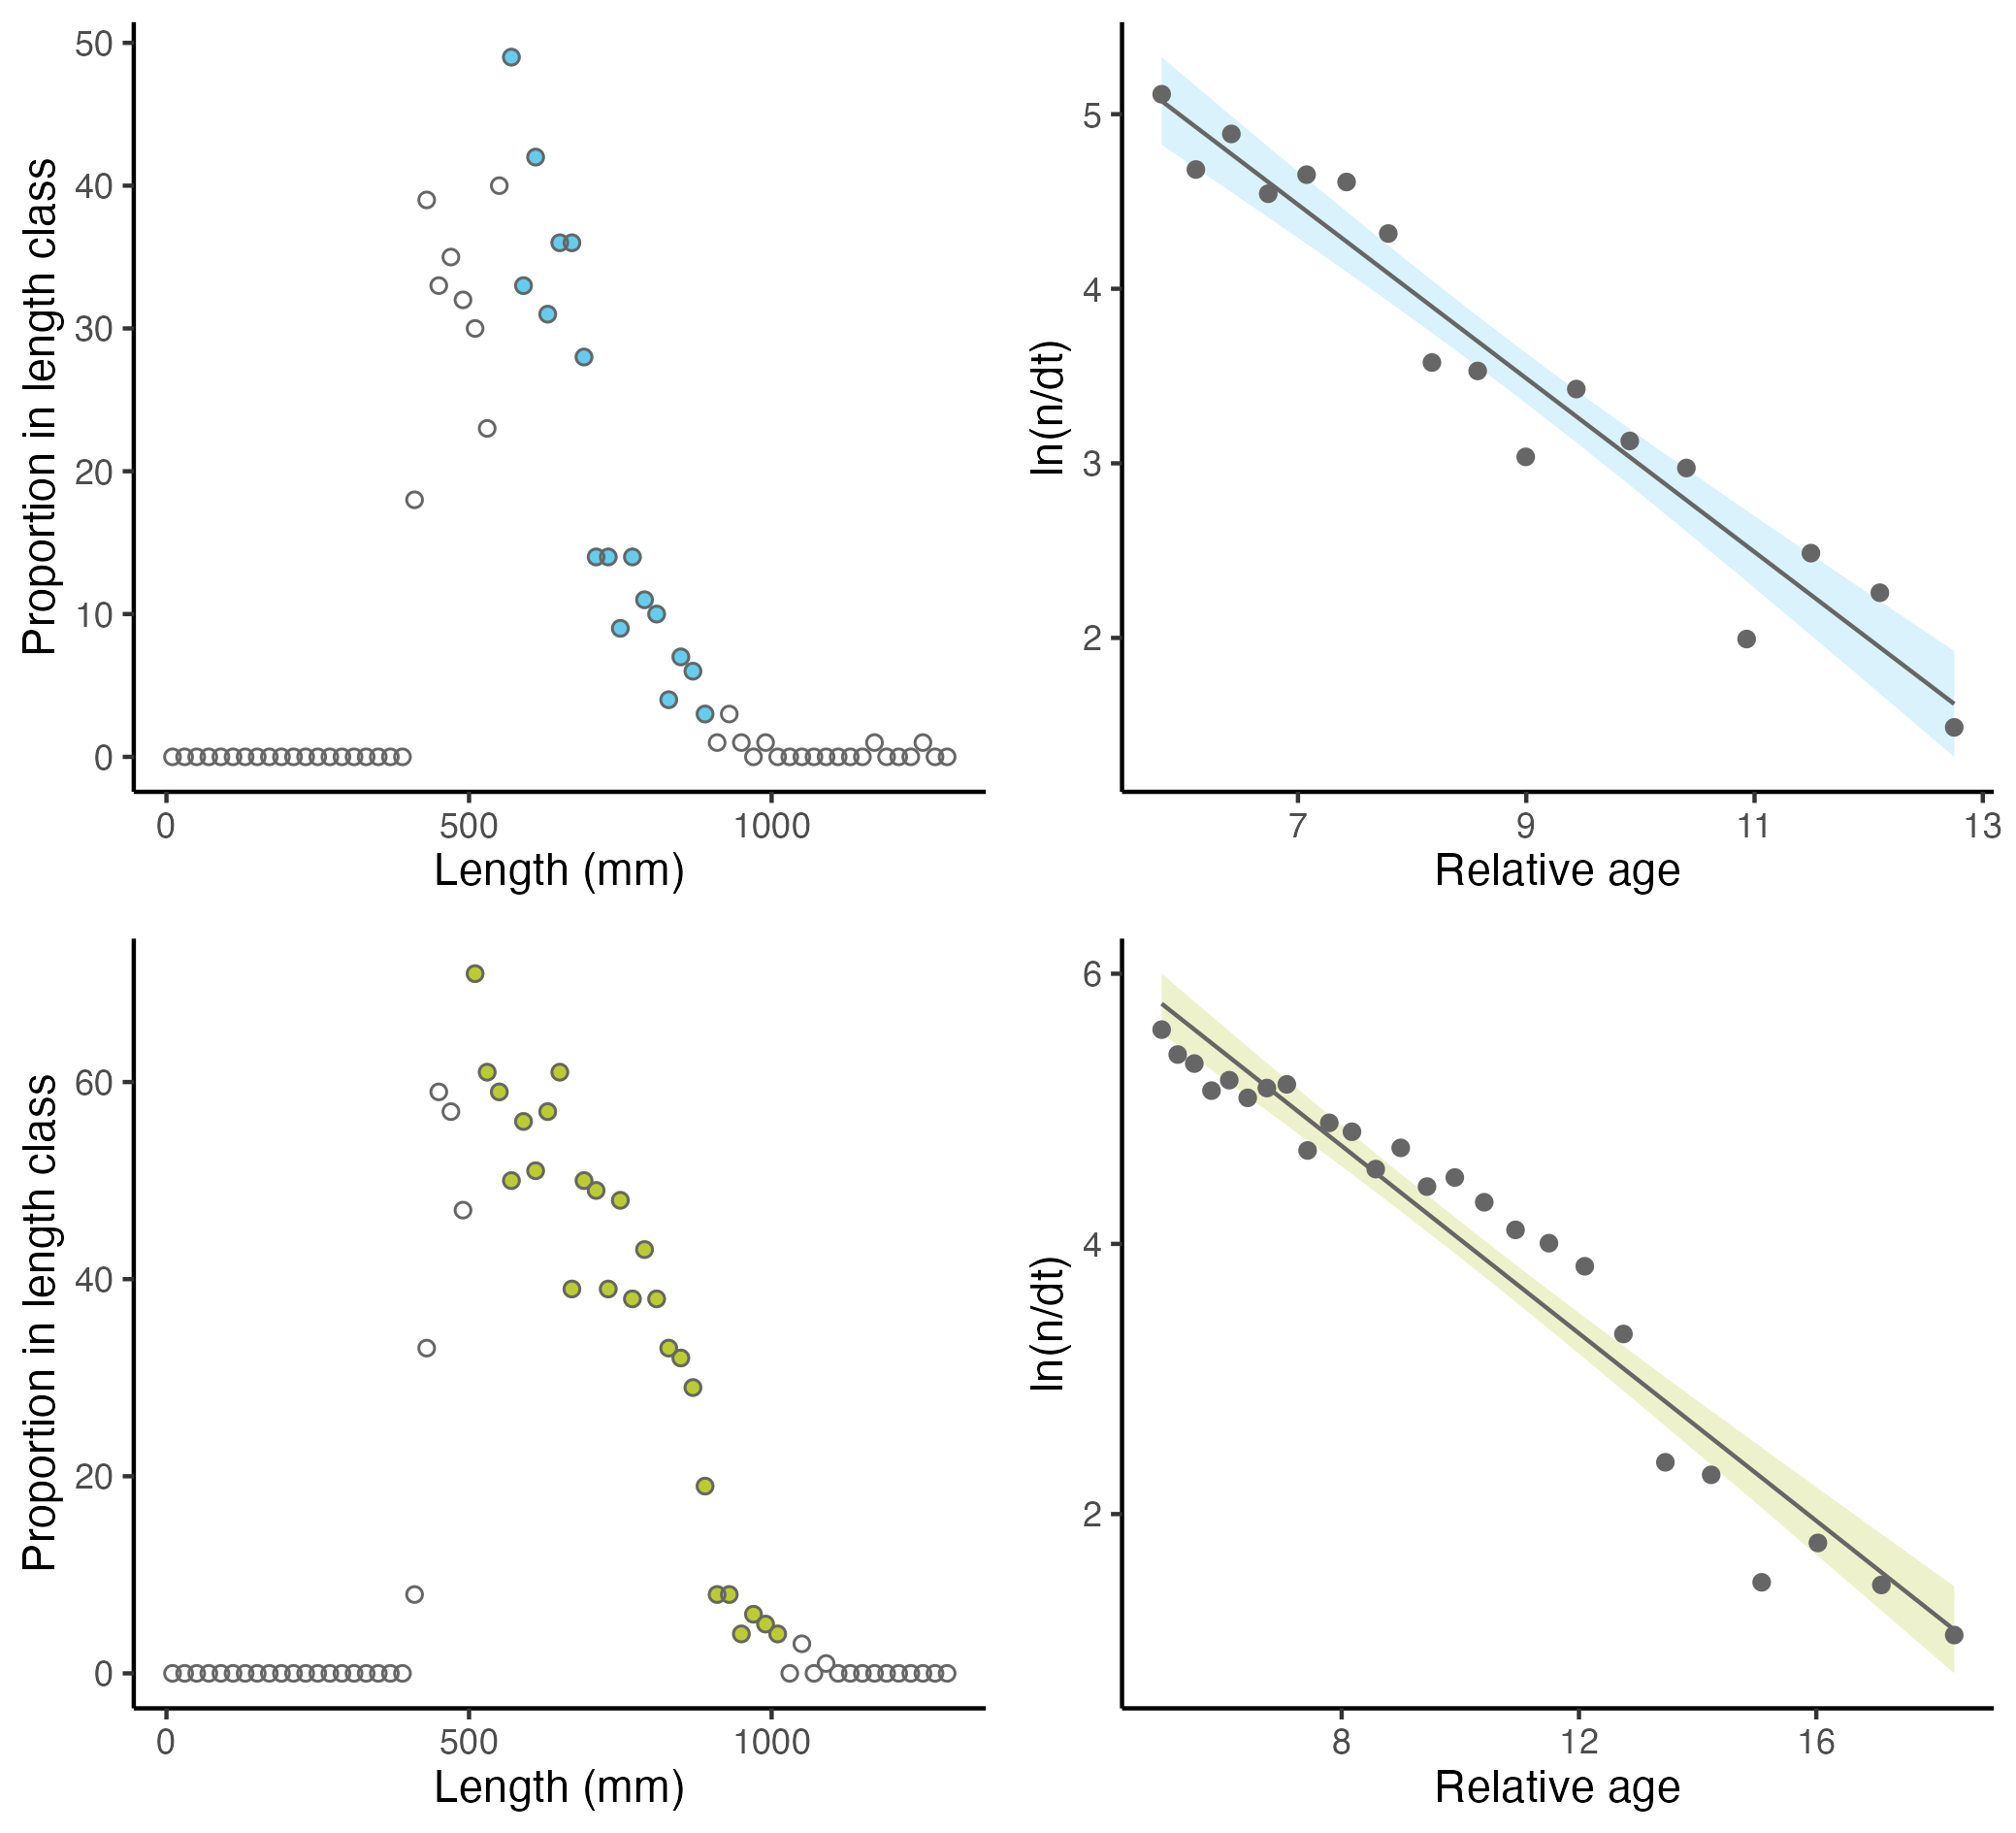 50
40
30
20
10
0
Proportion in length class
0 500 1000
Length (mm)
5
4
3
2
ln(n/dt)
7 9 11 13
Relative age
60
40
20
0
Proportion in length class
0 500 1000
Length (mm)
6
4
2
ln(n/dt)
8 12 16
Relative age